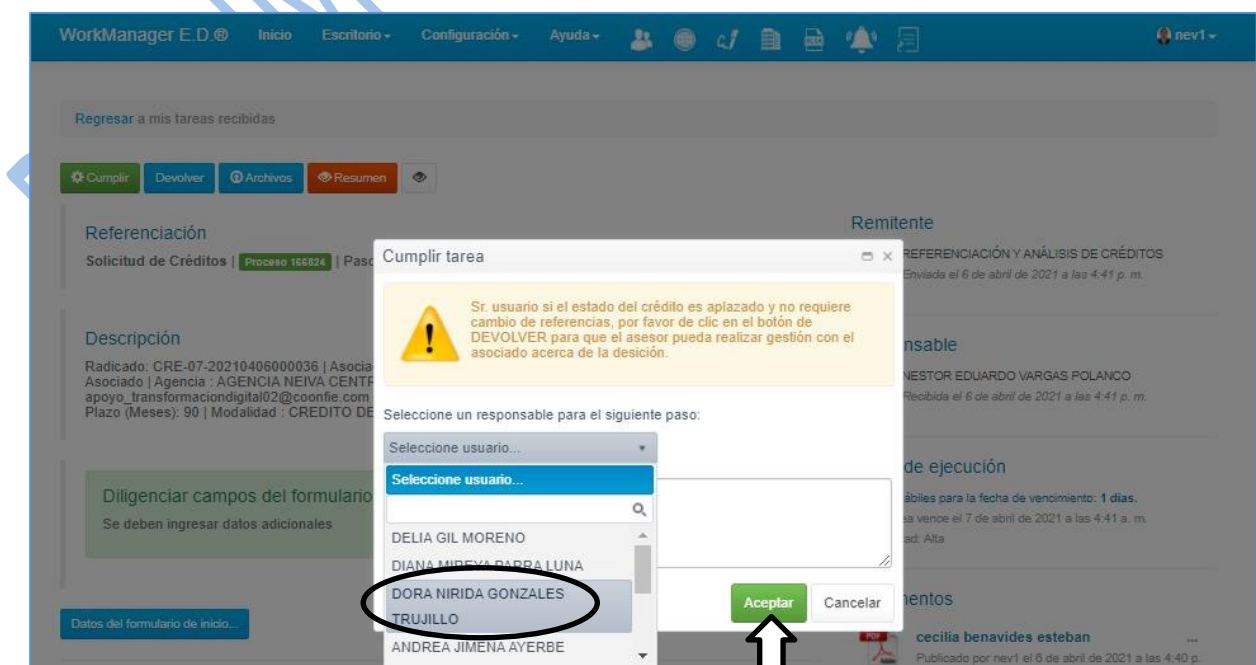 WorkManager E.D.® Inicio Escritorio Configuración Ayuda nev1
Regresar a mis tareas recibidas
Cumplir Devolver Archivos Resumen
Referenciación
Solicitud de Créditos | Proceso 166824 | Paso
Descripción
Radicado: CRE-07-20210406000036 | Asocia
Asociado | Agencia : AGENCIA NEIVA CENTR
apoyo_transformaciondigital02@coonfie.com
Plazo (Meses): 90 | Modalidad : CREDITO DE
Diligenciar campos del formulario
Se deben ingresar datos adicionales
Datos del formulario de inicio...
Cumplir tarea
Sr. usuario si el estado del crédito es aplazado y no requiere
cambio de referencias, por favor de clic en el botón de
DEVOLVER para que el asesor pueda realizar gestión con el
asociado acerca de la desición.
Seleccione un responsable para el siguiente paso:
Seleccione usuario...
Seleccione usuario...
DELIA GIL MORENO
DIANA MIREYA PARRA LUNA
DORA NIRIDA GONZALES
TRUJILLO
ANDREA JIMENA AYERBE
Aceptar Cancelar
Remitente
REFERENCIACIÓN Y ANÁLISIS DE CRÉDITOS
Enviada el 6 de abril de 2021 a las 4:41 p. m.
nsable
NESTOR EDUARDO VARGAS POLANCO
Recibida el 6 de abril de 2021 a las 4:41 p. m.
de ejecución
ábiles para la fecha de vencimiento: 1 días.
ea vence el 7 de abril de 2021 a las 4:41 a. m.
ad: Alta
entos
PDF
cecilia benavides esteban ...
Publicado por nev1 el 6 de abril de 2021 a las 4:40 p.